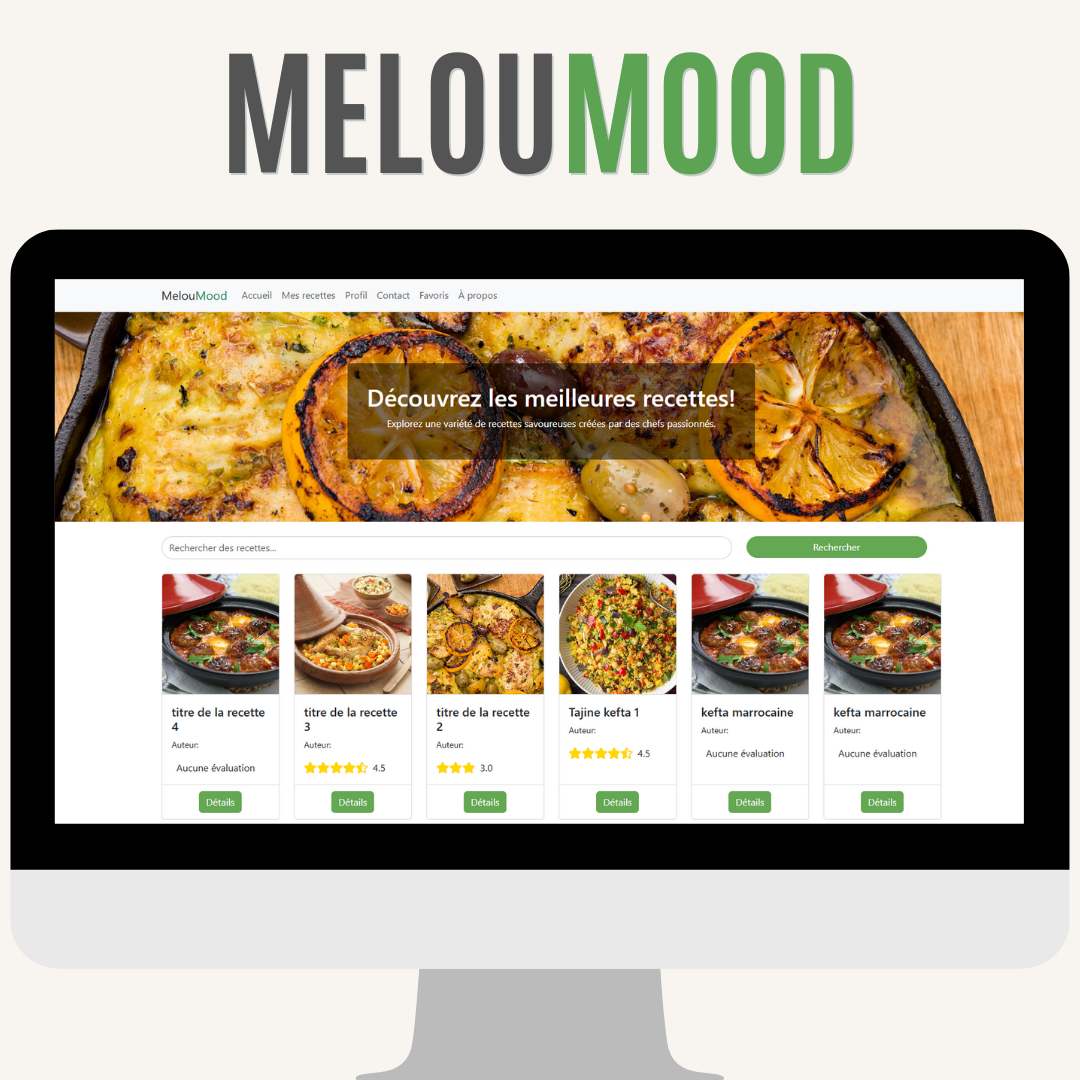 MELOUMOOD
MelouMood Accueil Mes recettes Profil Contact Favoris À propos
Découvrez les meilleures recettes!
Explorez une variété de recettes savoureuses créées par des chefs passionnés.
Rechercher des recettes... Rechercher
titre de la recette
4
Auteur:
Aucune évaluation
Détails
titre de la recette
3
Auteur:
4.5
Détails
titre de la recette
2
Auteur:
3.0
Détails
Tajine kefta 1
Auteur:
4.5
Détails
kefta marrocaine
Auteur:
Aucune évaluation
Détails
kefta marrocaine
Auteur:
Aucune évaluation
Détails